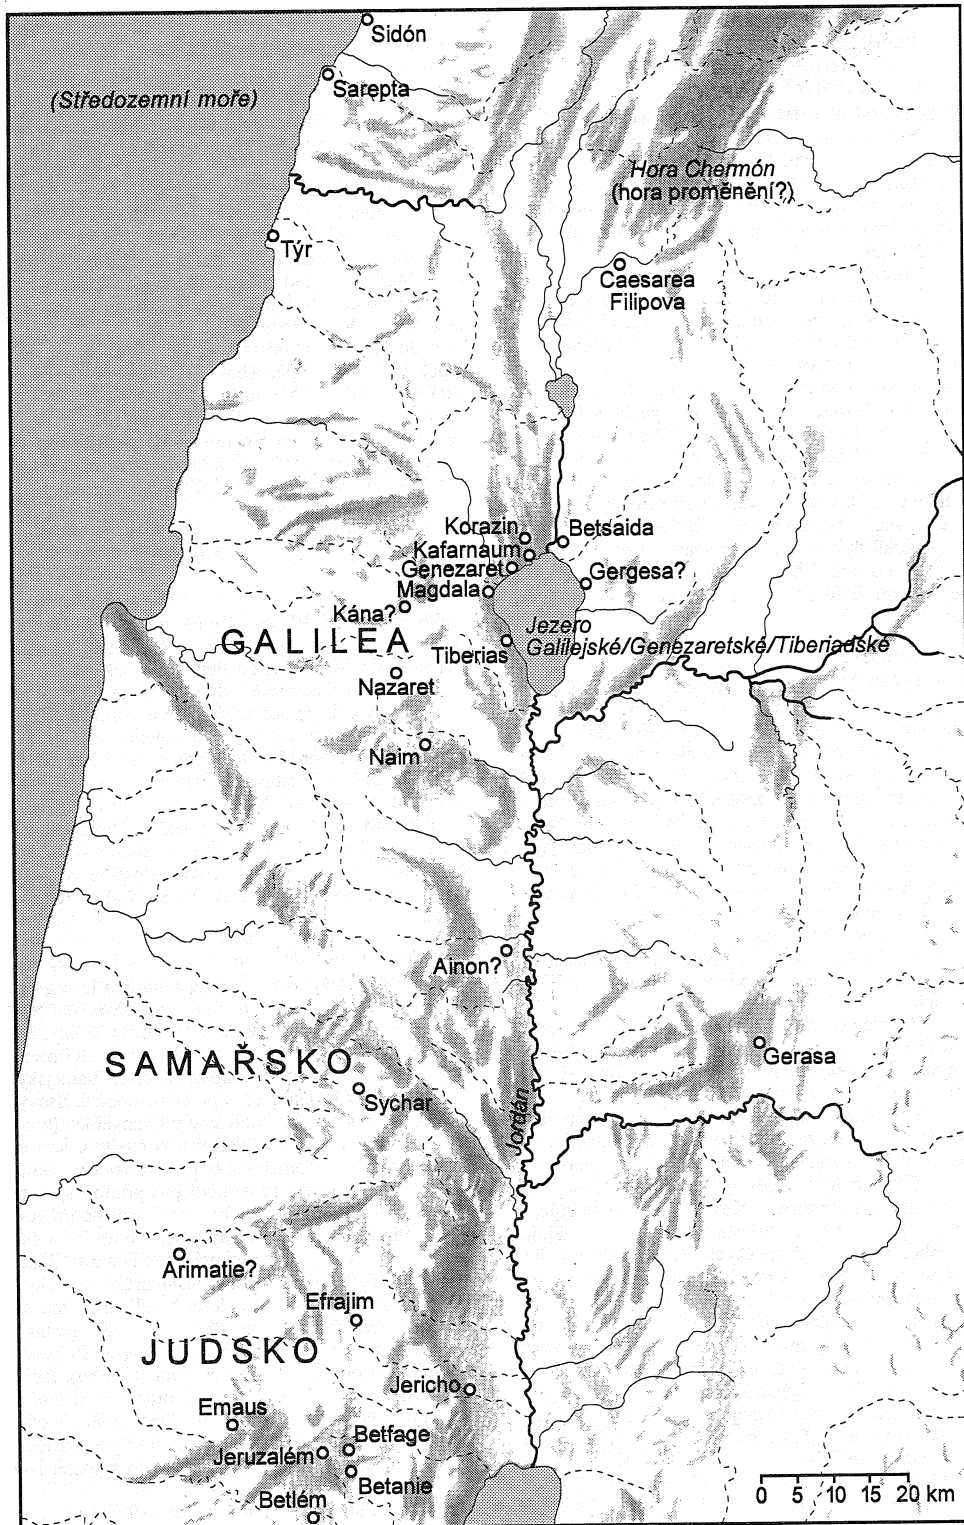 Sidón
Sarepta
(Středozemní moře)
Hora Chermón
(hora proměnění?)
Týr
Caesarea
Filipova
Korazin
Betsaida
Kafarnaum
Genezaret
Gergesa?
Magdala
Kána?
GALILEA
Jezero
Galilejské/Genezaretské/Tiberiadské
Tiberias
Nazaret
Naim
Ainon?
SAMAŘSKO
Gerasa
Sychar
Jordán
Arimatie?
Efrajim
JUDSKO
Jericho
Emaus
Betfage
Jeruzalém
Betanie
Betlém
0 5 10 15 20 km